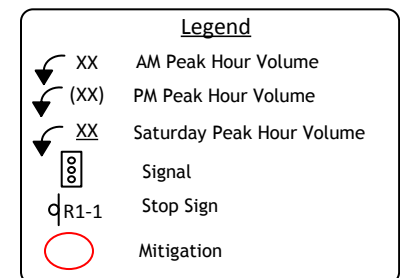 Legend
XX AM Peak Hour Volume
(XX) PM Peak Hour Volume
XX Saturday Peak Hour Volume
Signal
R1-1 Stop Sign
Mitigation